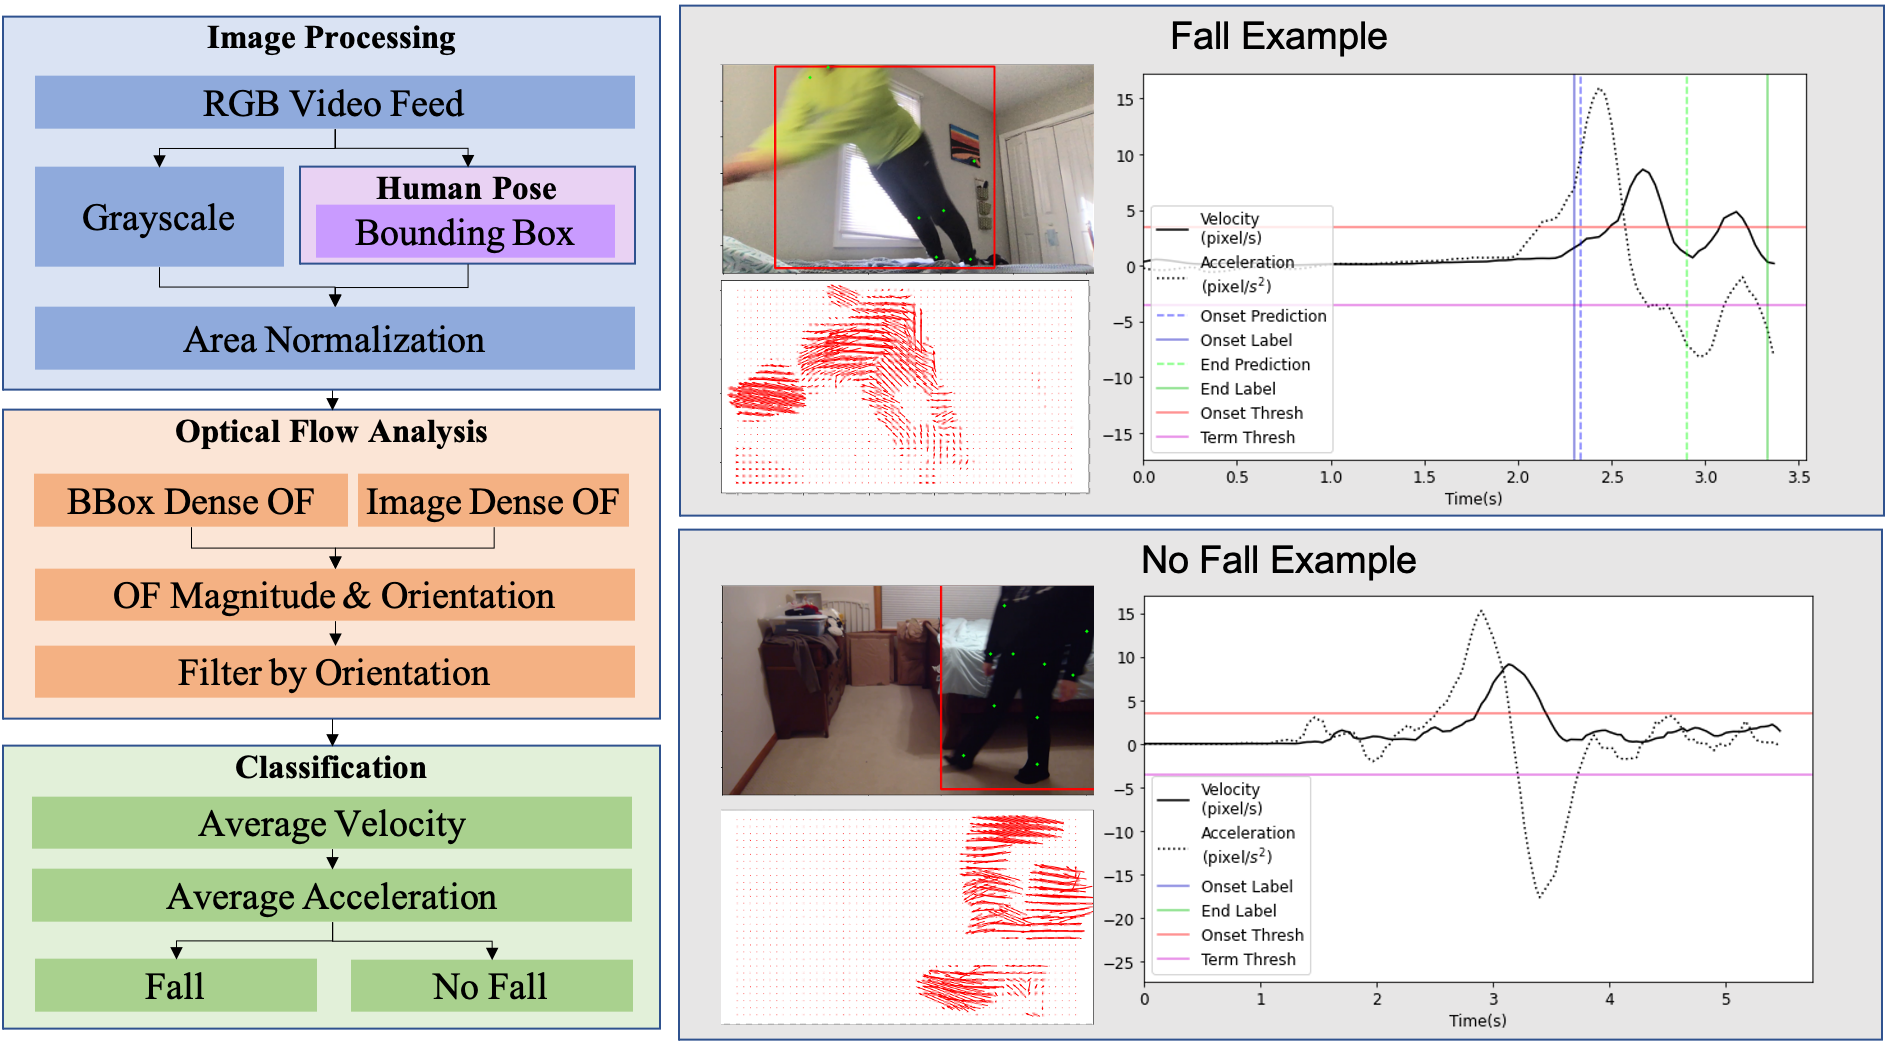 Image Processing
RGB Video Feed
Grayscale
Human Pose
Bounding Box
Area Normalization
Optical Flow Analysis
BBox Dense OF
Image Dense OF
OF Magnitude & Orientation
Filter by Orientation
Classification
Average Velocity
Average Acceleration
Fall
No Fall
Fall Example
15
10
5
0
−5
−10
−15
Velocity
(pixel/s)
Acceleration
(pixel/s²)
Onset Prediction
Onset Label
End Prediction
End Label
Onset Thresh
Term Thresh
0.0 0.5 1.0 1.5 2.0 2.5 3.0 3.5
Time(s)
No Fall Example
15
10
5
0
−5
−10
−15
−20
−25
Velocity
(pixel/s)
Acceleration
(pixel/s²)
Onset Label
End Label
Onset Thresh
Term Thresh
0 1 2 3 4 5
Time(s)